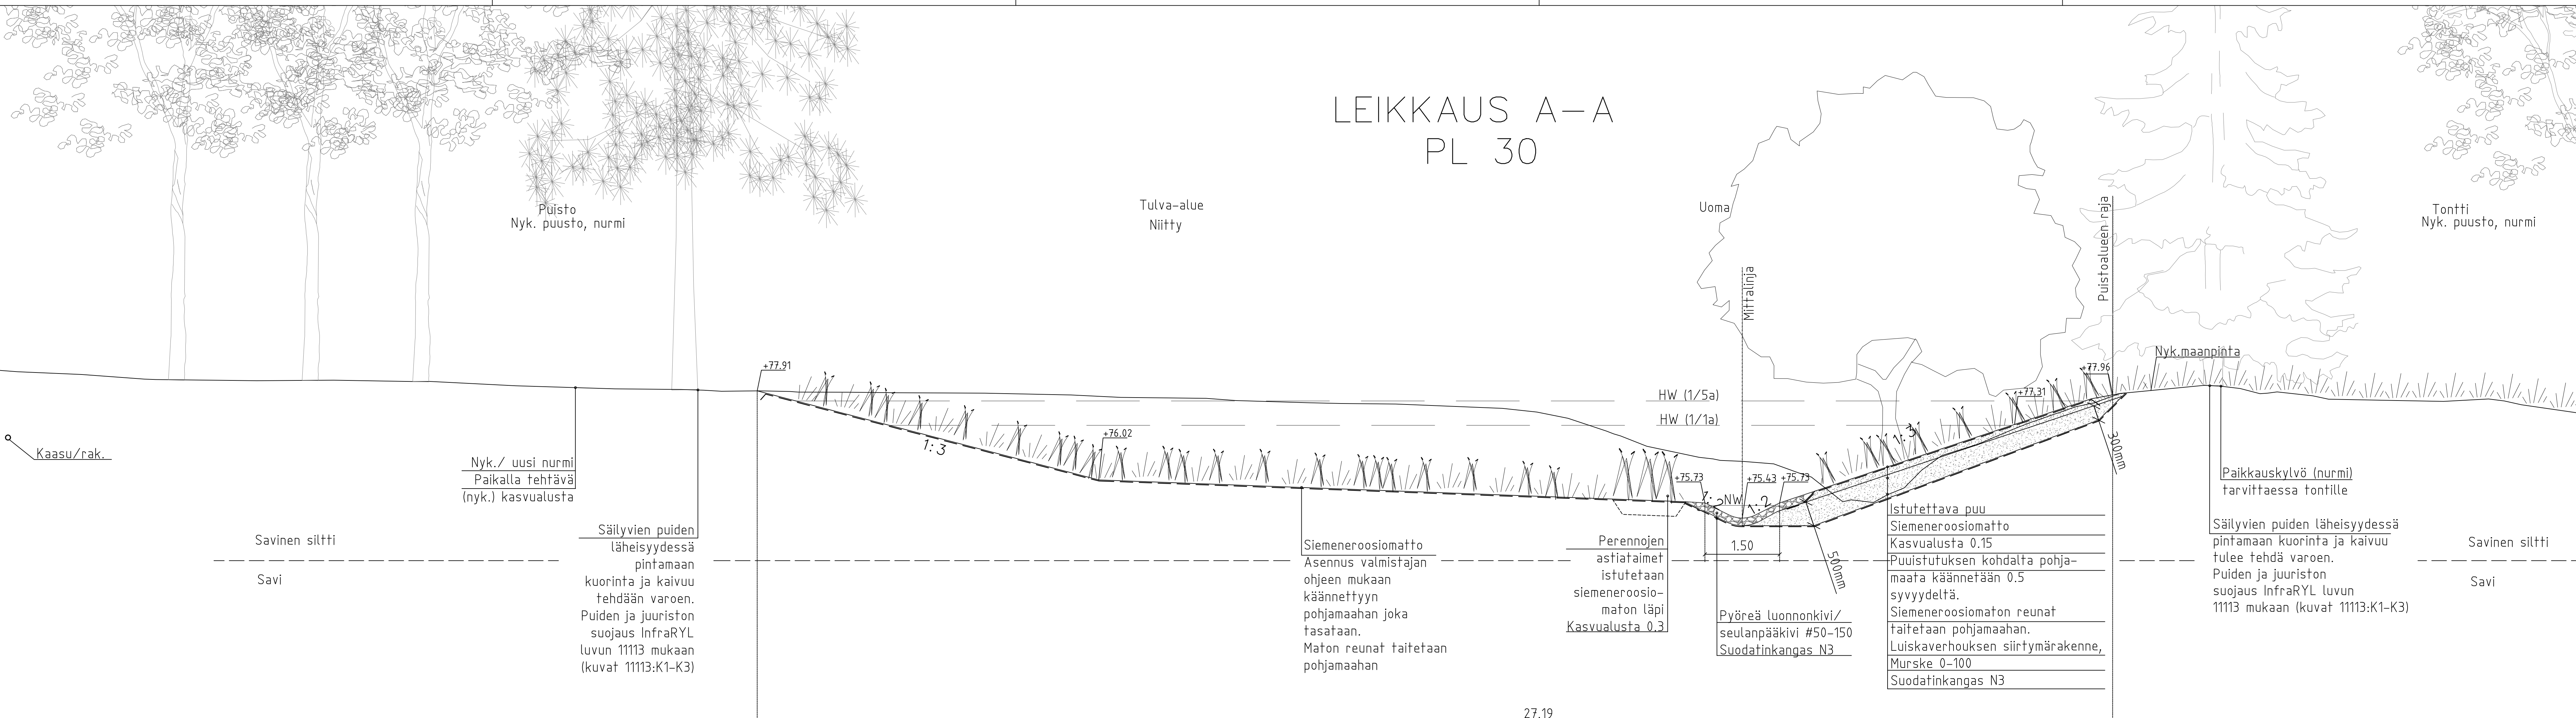 LEIKKAUS A-A
PL 30
Puisto
Nyk. puusto, nurmi
Tulva-alue
Niitty
Uoma
Mittalinja
Puistoalueen raja
Tontti
Nyk. puusto, nurmi
Nyk.maanpinta
+77.91
+77.96
HW (1/5a)
+77.31
HW (1/1a)
+76.02
1:3
1:3
300mm
Kaasu/rak.
Nyk./ uusi nurmi
Paikalla tehtävä
(nyk.) kasvualusta
+75.73
+75.43
+75.73
1:2
NW
1:2
Paikkauskylvö (nurmi)
tarvittaessa tontille
Säilyvien puiden
läheisyydessä
pintamaan
kuorinta ja kaivuu
tehdään varoen.
Puiden ja juuriston
suojaus InfraRYL
luvun 11113 mukaan
(kuvat 11113:K1-K3)
Savinen siltti
Savi
Siemeneroosiomatto
Asennus valmistajan
ohjeen mukaan
käännettyyn
pohjamaahan joka
tasataan.
Maton reunat taitetaan
pohjamaahan
Perennojen
astiataimet
istutetaan
siemeneroosio-
maton läpi
Kasvualusta 0.3
1.50
500mm
Pyöreä luonnonkivi/
seulanpääkivi #50-150
Suodatinkangas N3
Istutettava puu
Siemeneroosiomatto
Kasvualusta 0.15
Puuistutuksen kohdalta pohja-
maata käännetään 0.5
syvyydeltä.
Siemeneroosiomaton reunat
taitetaan pohjamaahan.
Luiskaverhouksen siirtymärakenne,
Murske 0-100
Suodatinkangas N3
Säilyvien puiden läheisyydessä
pintamaan kuorinta ja kaivuu
tulee tehdä varoen.
Puiden ja juuriston
suojaus InfraRYL luvun
11113 mukaan (kuvat 11113:K1-K3)
Savinen siltti
Savi
27.19